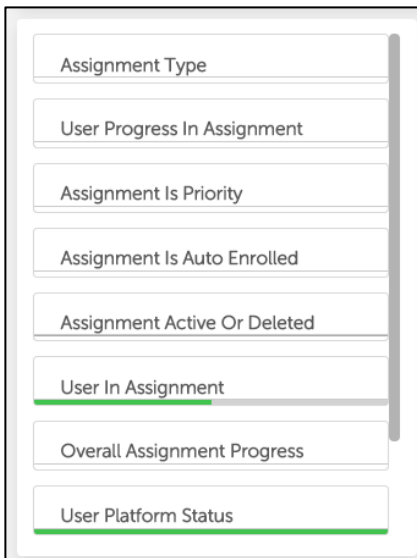 Assignment Type
User Progress In Assignment
Assignment Is Priority
Assignment Is Auto Enrolled
Assignment Active Or Deleted
User In Assignment
Overall Assignment Progress
User Platform Status